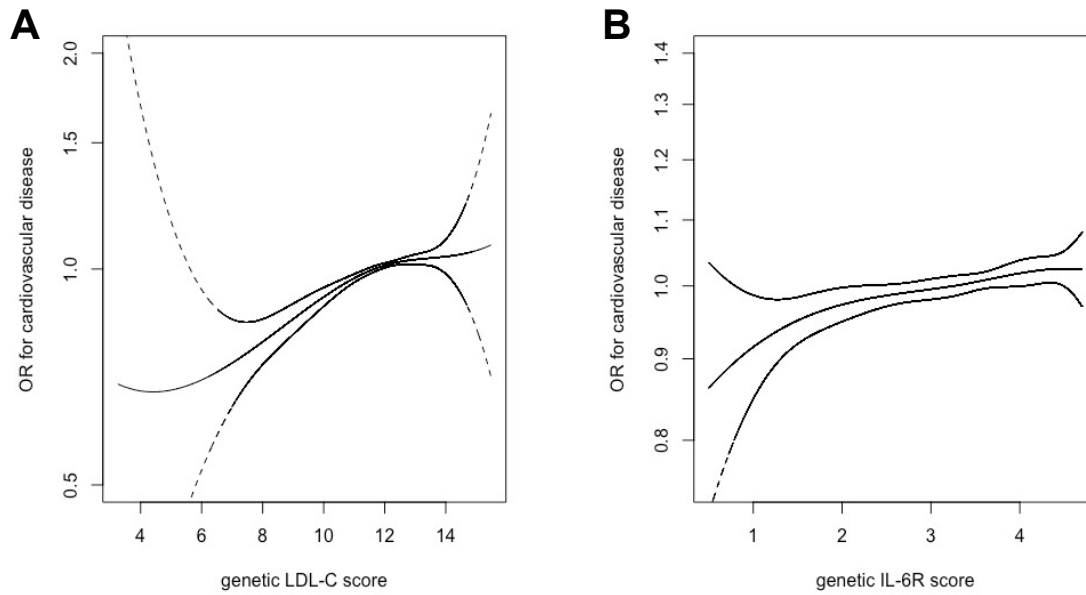 A
OR for cardiovascular disease
2.0
1.5
1.0
0.5
4 6 8 10 12 14
genetic LDL-C score
B
OR for cardiovascular disease
1.4
1.3
1.2
1.1
1.0
0.9
0.8
1 2 3 4
genetic IL-6R score